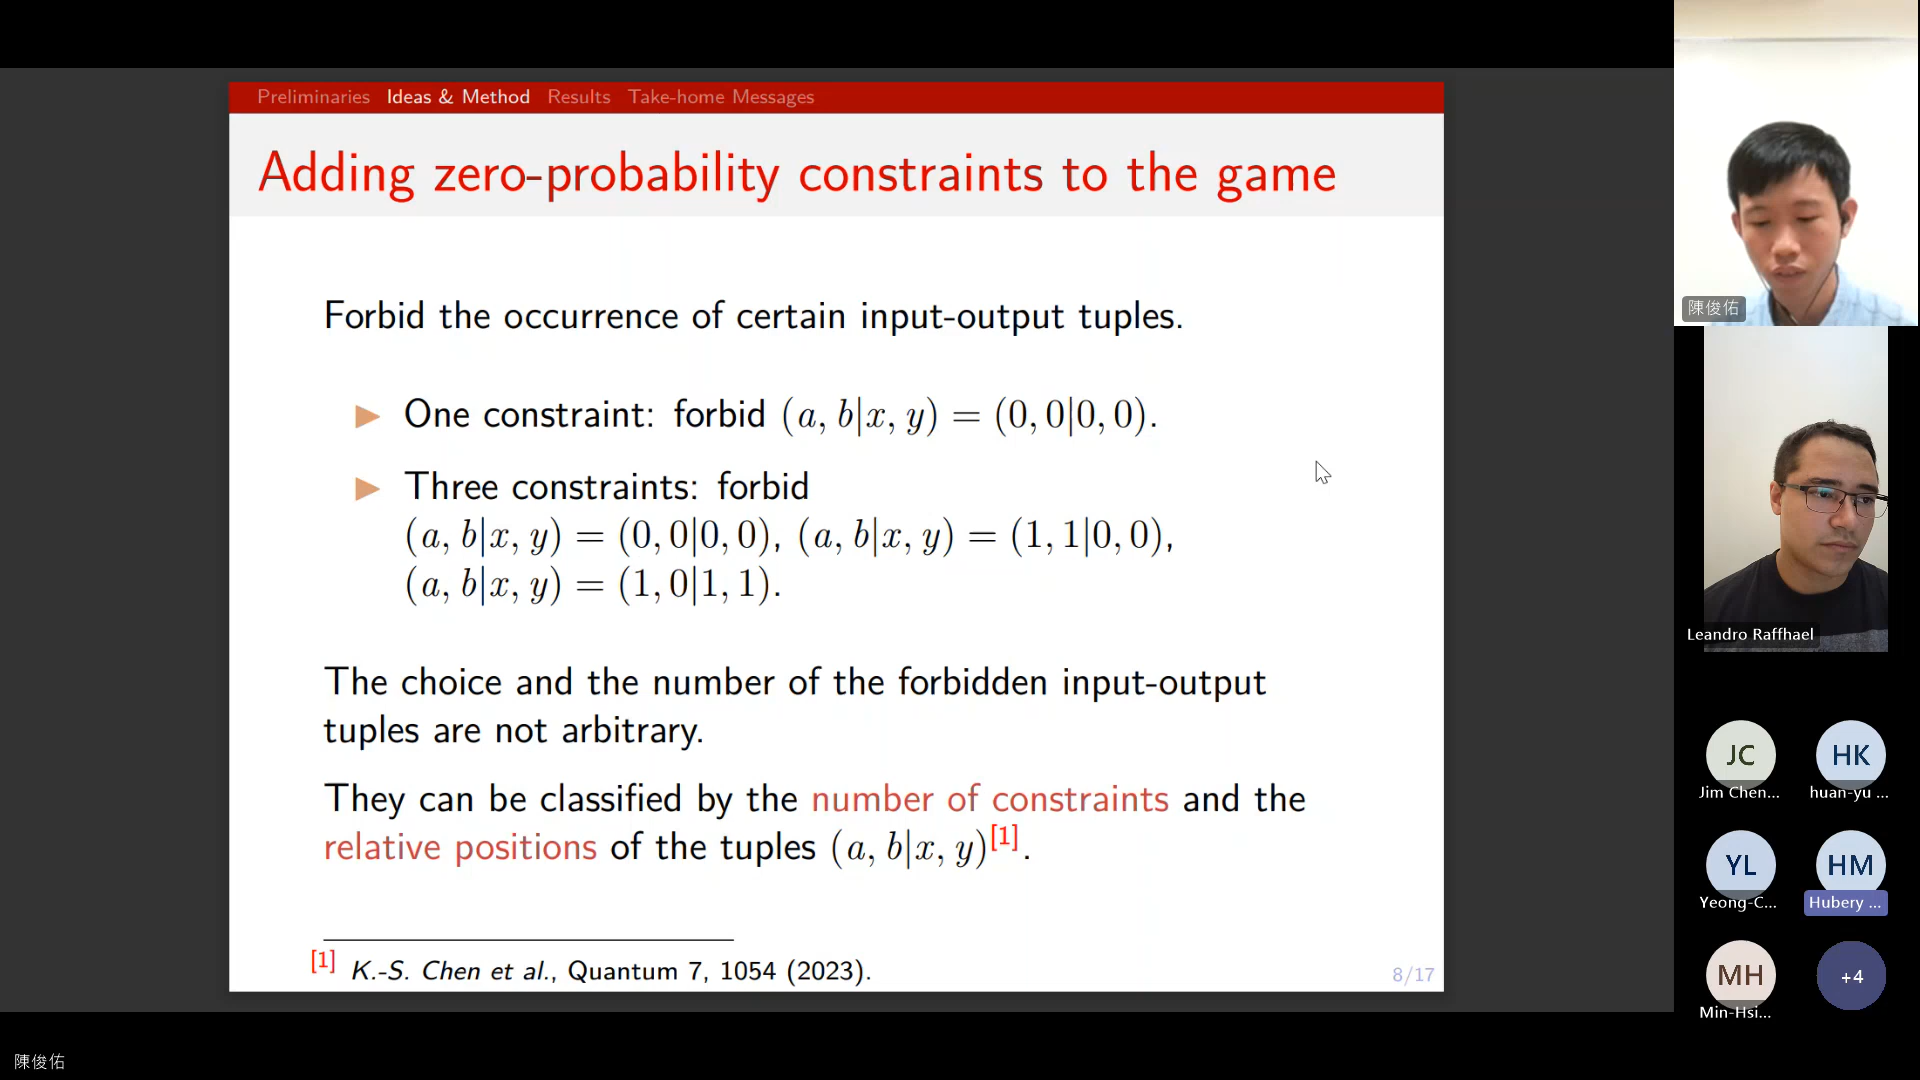 Preliminaries Ideas & Method Results Take-home Messages
Adding zero-probability constraints to the game
Forbid the occurrence of certain input-output tuples.
▶ One constraint: forbid (a, b|x, y) = (0, 0|0, 0).
▶ Three constraints: forbid
(a, b|x, y) = (0, 0|0, 0), (a, b|x, y) = (1, 1|0, 0),
(a, b|x, y) = (1, 0|1, 1).
The choice and the number of the forbidden input-output
tuples are not arbitrary.
They can be classified by the number of constraints and the
relative positions of the tuples (a, b|x, y)[1].
[1] K.-S. Chen et al., Quantum 7, 1054 (2023).
8/17
陳俊佑
Leandro Raffhael
JC
HK
Jim Chen...
huan-yu ...
YL
HM
Yeong-C...
Hubery ...
MH
+4
Min-Hsi...
陳俊佑